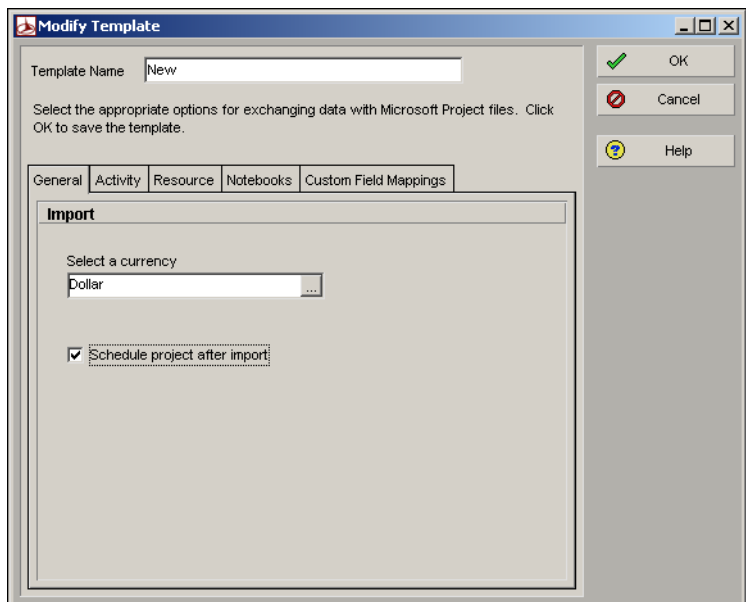 Modify Template
Template Name New
Select the appropriate options for exchanging data with Microsoft Project files. Click
OK to save the template.
General Activity Resource Notebooks Custom Field Mappings
Import
Select a currency
Dollar ...
Schedule project after import
OK
Cancel
Help